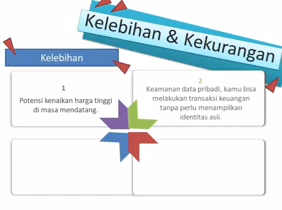 Kelebihan & Kekurangan
Kelebihan
1
Potensi kenaikan harga tinggi
di masa mendatang.
2
Keamanan data pribadi, kamu bisa
melakukan transaksi keuangan
tanpa perlu menampilkan
identitas asli.